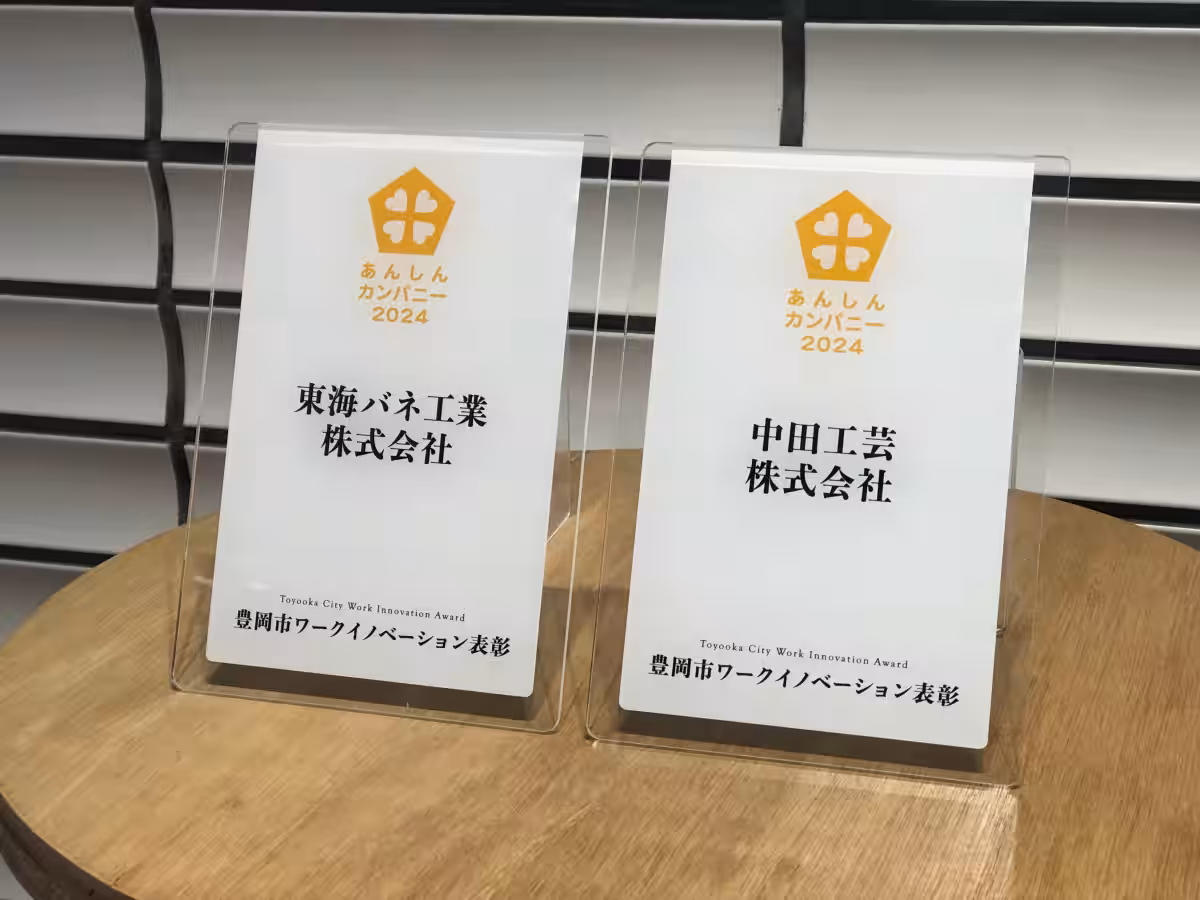 あんしん
カンパニー
2024
東海バネ工業
株式会社
Toyooka City Work Innovation Award
豊岡市ワークイノベーション表彰
あんしん
カンパニー
2024
中田工芸
株式会社
Toyooka City Work Innovation Award
豊岡市ワークイノベーション表彰